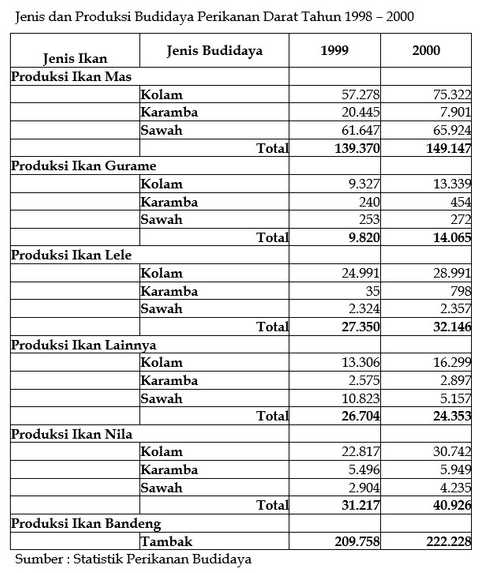 Jenis dan Produksi Budidaya Perikanan Darat Tahun 1998 – 2000
Jenis Ikan Jenis Budidaya 1999 2000
Produksi Ikan Mas
Kolam 57.278 75.322
Karamba 20.445 7.901
Sawah 61.647 65.924
Total 139.370 149.147
Produksi Ikan Gurame
Kolam 9.327 13.339
Karamba 240 454
Sawah 253 272
Total 9.820 14.065
Produksi Ikan Lele
Kolam 24.991 28.991
Karamba 35 798
Sawah 2.324 2.357
Total 27.350 32.146
Produksi Ikan Lainnya
Kolam 13.306 16.299
Karamba 2.575 2.897
Sawah 10.823 5.157
Total 26.704 24.353
Produksi Ikan Nila
Kolam 22.817 30.742
Karamba 5.496 5.949
Sawah 2.904 4.235
Total 31.217 40.926
Produksi Ikan Bandeng
Tambak 209.758 222.228
Sumber : Statistik Perikanan Budidaya